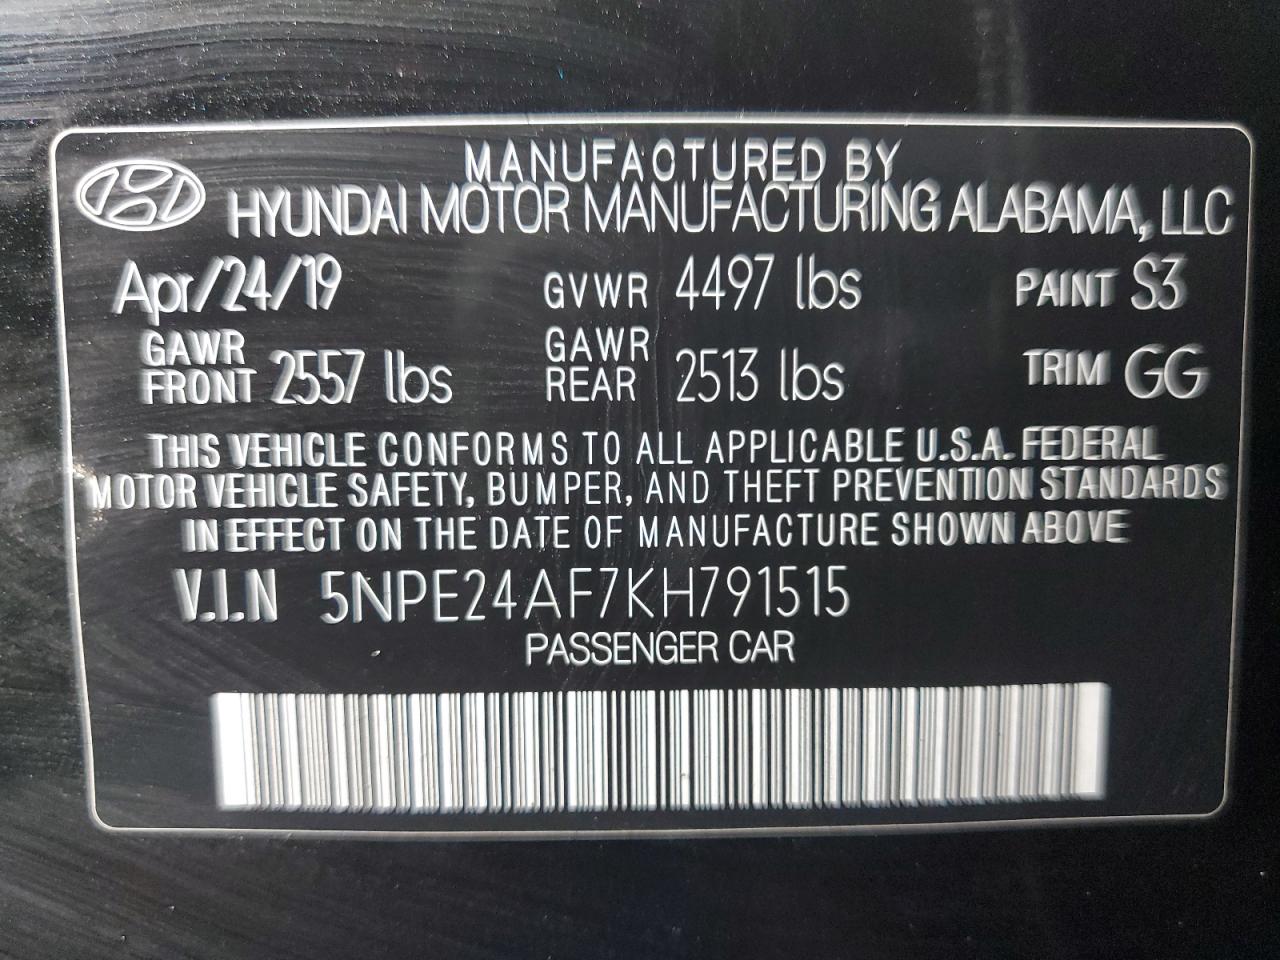 MANUFACTURED BY
HYUNDAI MOTOR MANUFACTURING ALABAMA, LLC
Apr/24/19 GVWR 4497 lbs PAINT S3
GAWR FRONT 2557 lbs GAWR REAR 2513 lbs TRIM GG
THIS VEHICLE CONFORMS TO ALL APPLICABLE U.S.A. FEDERAL
MOTOR VEHICLE SAFETY, BUMPER, AND THEFT PREVENTION STANDARDS
IN EFFECT ON THE DATE OF MANUFACTURE SHOWN ABOVE
V.I.N 5NPE24AF7KH791515
PASSENGER CAR